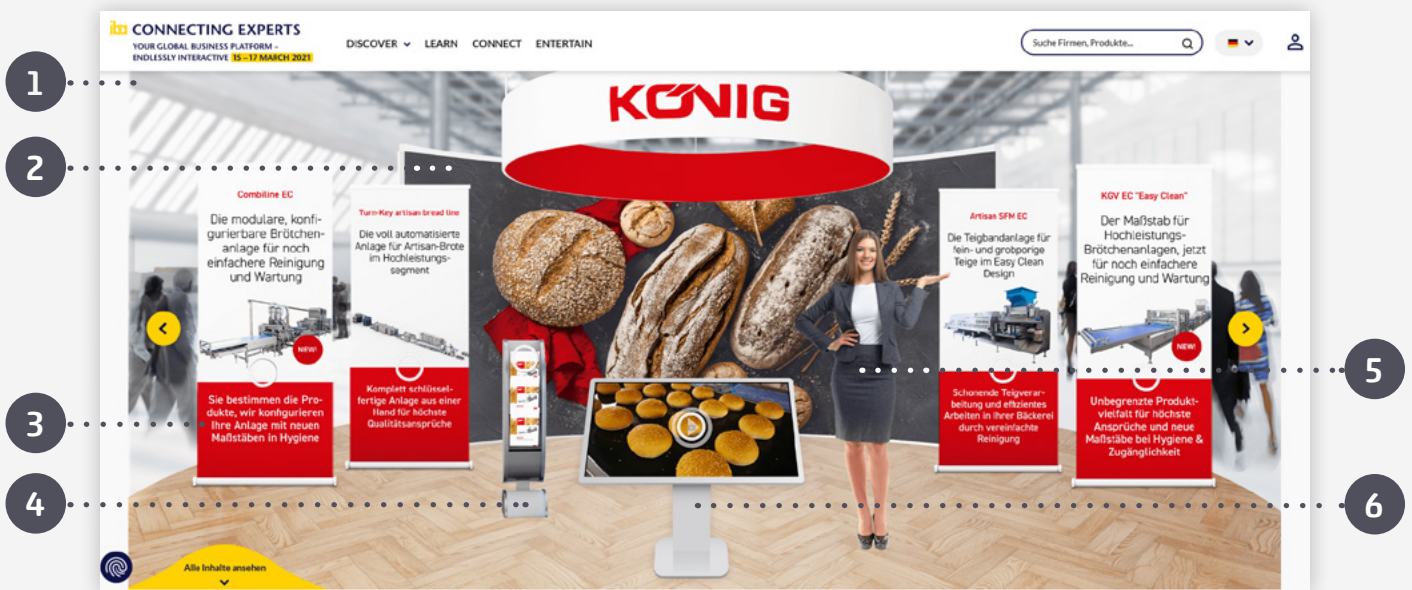 iba CONNECTING EXPERTS
YOUR GLOBAL BUSINESS PLATFORM –
ENDLESSLY INTERACTIVE 15 – 17 MARCH 2021
DISCOVER
LEARN
CONNECT
ENTERTAIN
Suche Firmen, Produkte...
1
2
3
4
5
6
KÖNIG
Combiline EC
Die modulare, konfi-
gurierbare Brötchen-
anlage für noch
einfachere Reinigung
und Wartung
NEW!
Sie bestimmen die Pro-
dukte, wir konfigurieren
Ihre Anlage mit neuen
Maßstäben in Hygiene
Turn-Key artisan bread line
Die voll automatisierte
Anlage für Artisan-Brote
im Hochleistungs-
segment
Komplett schlüssel-
fertige Anlage aus einer
Hand für höchste
Qualitätsansprüche
Artisan SFM EC
Die Teigbandanlage für
fein- und grobporige
Teige im Easy Clean
Design
Schonende Teigverar-
beitung und effizientes
Arbeiten in Ihrer Bäckerei
durch vereinfachte
Reinigung
KGV EC "Easy Clean"
Der Maßstab für
Hochleistungs-
Brötchenanlagen, jetzt
für noch einfachere
Reinigung und Wartung
NEW!
Unbegrenzte Produkt-
vielfalt für höchste
Ansprüche und neue
Maßstäbe bei Hygiene &
Zugänglichkeit
Alle Inhalte ansehen